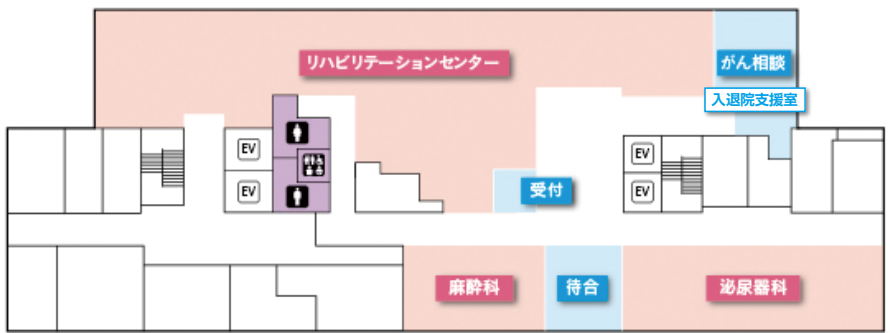 リハビリテーションセンター
がん相談
入退院支援室
EV
EV
EV
EV
受付
麻酔科
待合
泌尿器科